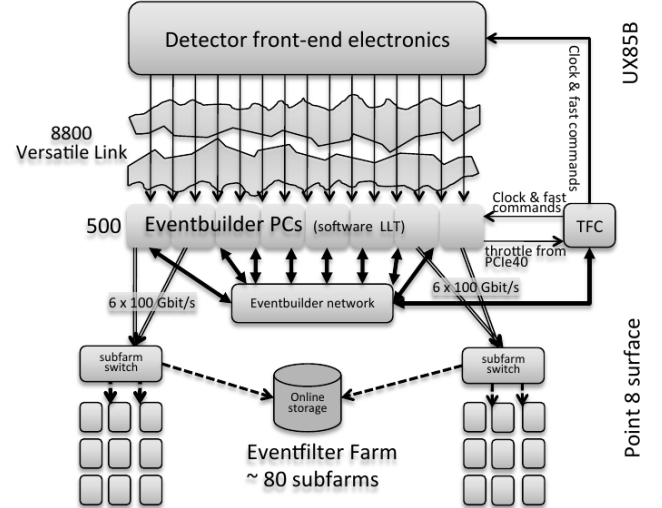 Detector front-end electronics
UX85B
Clock & fast commands
8800
Versatile Link
Clock & fast
commands
500
Eventbuilder PCs (software LLT)
TFC
throttle from
PCIe40
6 x 100 Gbit/s
Eventbuilder network
6 x 100 Gbit/s
subfarm
switch
Online
storage
subfarm
switch
Point 8 surface
Eventfilter Farm
~ 80 subfarms